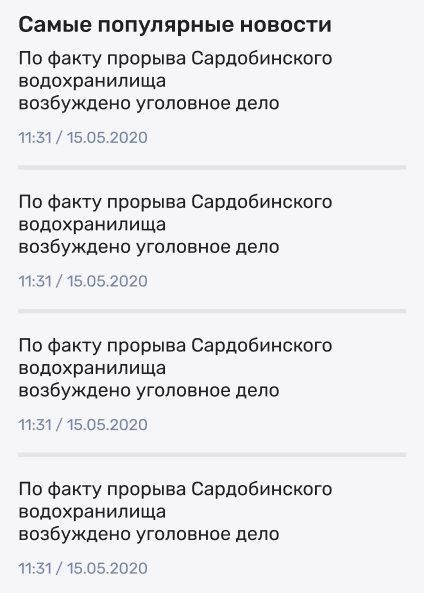 Самые популярные новости
По факту прорыва Сардобинского
водохранилища
возбуждено уголовное дело
11:31 / 15.05.2020
По факту прорыва Сардобинского
водохранилища
возбуждено уголовное дело
11:31 / 15.05.2020
По факту прорыва Сардобинского
водохранилища
возбуждено уголовное дело
11:31 / 15.05.2020
По факту прорыва Сардобинского
водохранилища
возбуждено уголовное дело
11:31 / 15.05.2020